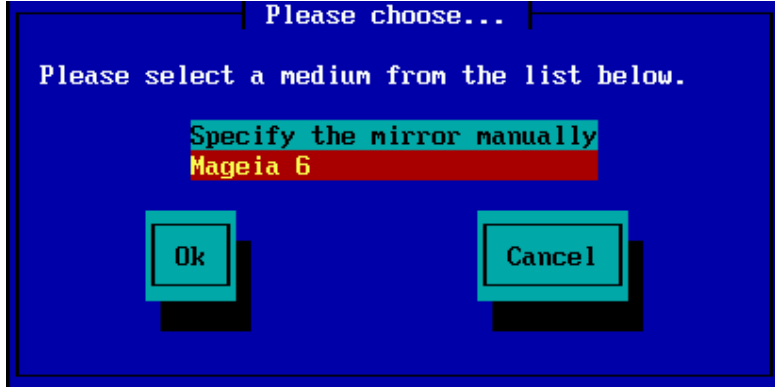 Please choose...
Please select a medium from the list below.
Specify the mirror manually
Mageia 6
Ok Cancel